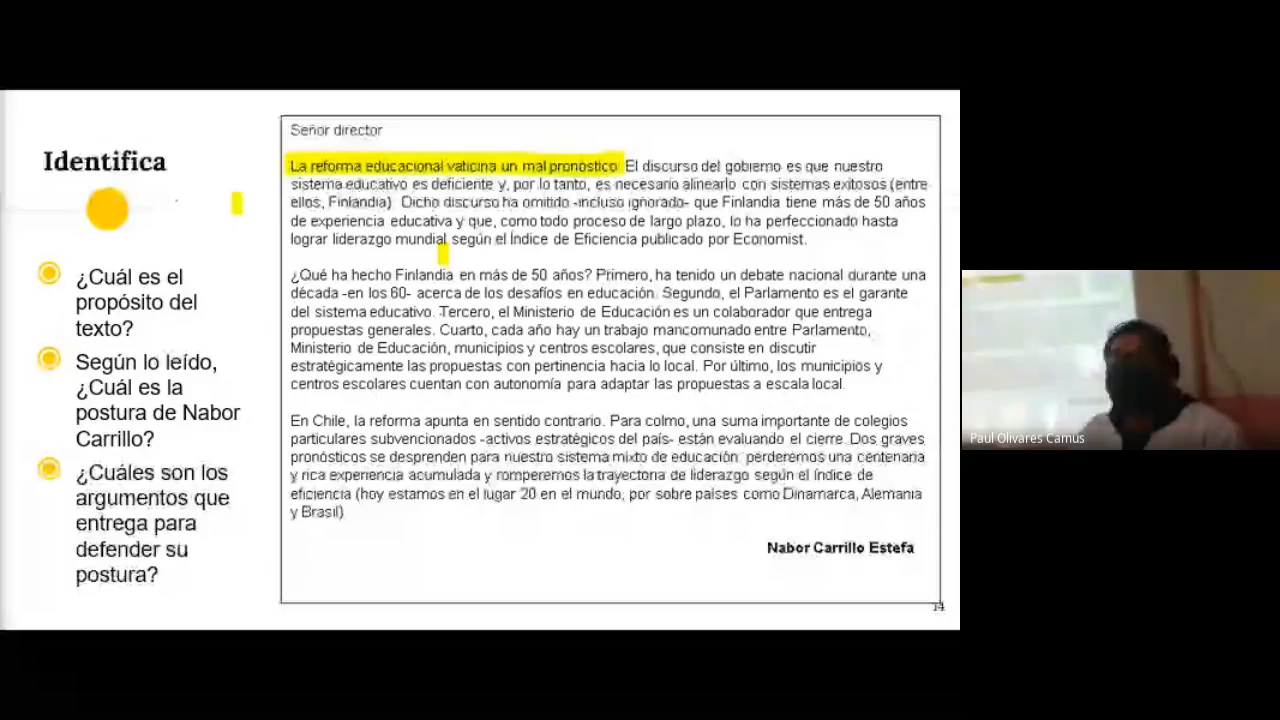 Identifica
¿Cuál es el
propósito del
texto?
Según lo leído,
¿Cuál es la
postura de Nabor
Carrillo?
¿Cuáles son los
argumentos que
entrega para
defender su
postura?
Señor director
La reforma educacional vaticina un mal pronóstico. El discurso del gobierno es que nuestro
sistema educativo es deficiente y, por lo tanto, es necesario alinearlo con sistemas exitosos (entre
ellos, Finlandia). Dicho discurso ha omitido -incluso ignorado- que Finlandia tiene más de 50 años
de experiencia educativa y que, como todo proceso de largo plazo, lo ha perfeccionado hasta
lograr liderazgo mundial según el Índice de Eficiencia publicado por Economist.
¿Qué ha hecho Finlandia en más de 50 años? Primero, ha tenido un debate nacional durante una
década -en los 60- acerca de los desafíos en educación. Segundo, el Parlamento es el garante
del sistema educativo. Tercero, el Ministerio de Educación es un colaborador que entrega
propuestas generales. Cuarto, cada año hay un trabajo mancomunado entre Parlamento,
Ministerio de Educación, municipios y centros escolares, que consiste en discutir
estratégicamente las propuestas con pertinencia hacia lo local. Por último, los municipios y
centros escolares cuentan con autonomía para adaptar las propuestas a escala local.
En Chile, la reforma apunta en sentido contrario. Para colmo, una suma importante de colegios
particulares subvencionados -activos estratégicos del país- están evaluando el cierre. Dos graves
pronósticos se desprenden para nuestro sistema mixto de educación: perderemos una centenaria
y rica experiencia acumulada y romperemos la trayectoria de liderazgo según el índice de
eficiencia (hoy estamos en el lugar 20 en el mundo, por sobre países como Dinamarca, Alemania
y Brasil).
Nabor Carrillo Estefa
14
Paul Olivares Camus